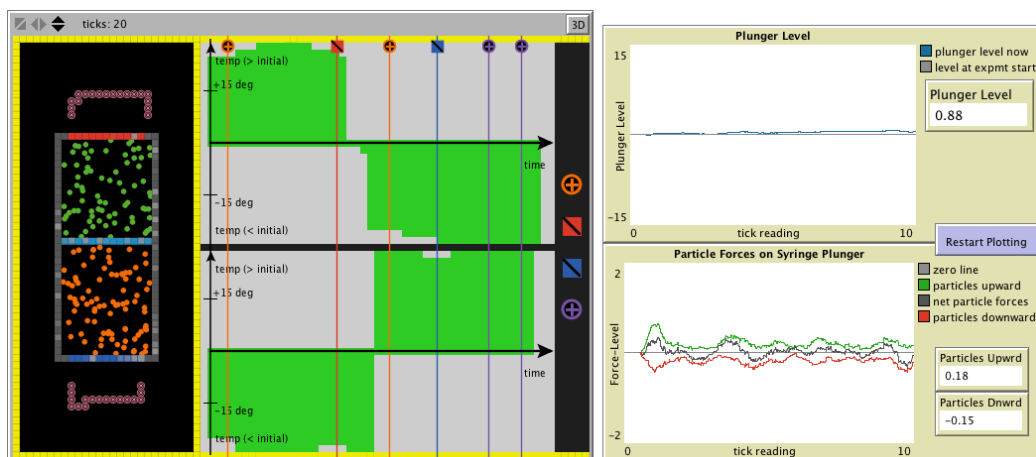 ticks: 20
3D
temp (> initial)
+15 deg
time
−15 deg
temp (< initial)
temp (> initial)
+15 deg
time
−15 deg
temp (< initial)
Plunger Level
15
Plunger Level
−15
0
tick reading
10
plunger level now
level at expmt start
Plunger Level
0.88
Restart Plotting
Particle Forces on Syringe Plunger
2
Force-Level
−2
0
tick reading
10
zero line
particles upward
net particle forces
particles downward
Particles Upwrd
0.18
Particles Dnwrd
−0.15